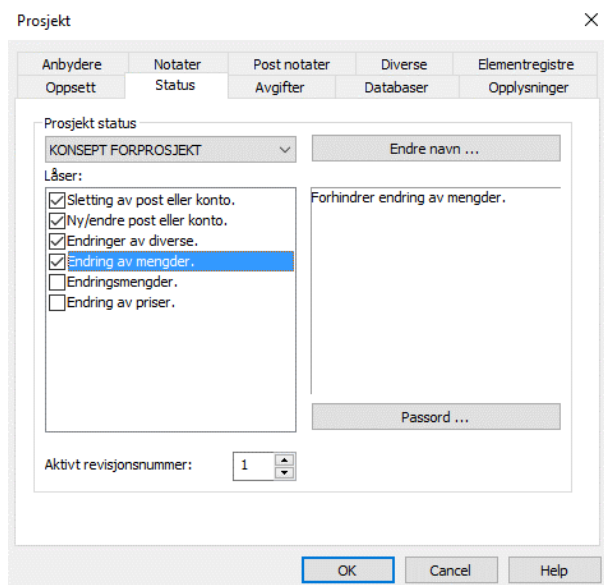 Prosjekt
Anbydere Notater Post notater Diverse Elementregistre
Oppsett Status Avgifter Databaser Opplysninger
Prosjekt status
KONSEPT FORPROSJEKT
Endre navn ...
Låser:
Sletting av post eller konto.
Ny/endre post eller konto.
Endringer av diverse.
Endring av mengder.
Endringsmengder.
Endring av priser.
Forhindrer endring av mengder.
Passord ...
Aktivt revisjonsnummer: 1
OK Cancel Help